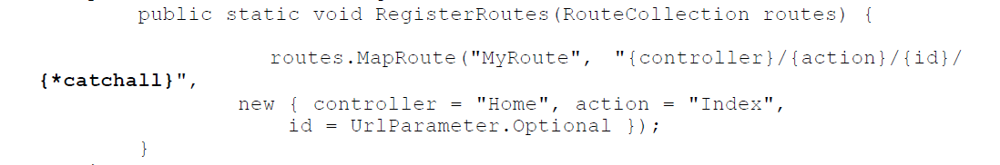 public static void RegisterRoutes(RouteCollection routes) {
routes.MapRoute("MyRoute", "{controller}/{action}/{id}/
{*catchall}",
new { controller = "Home", action = "Index",
id = UrlParameter.Optional });
}